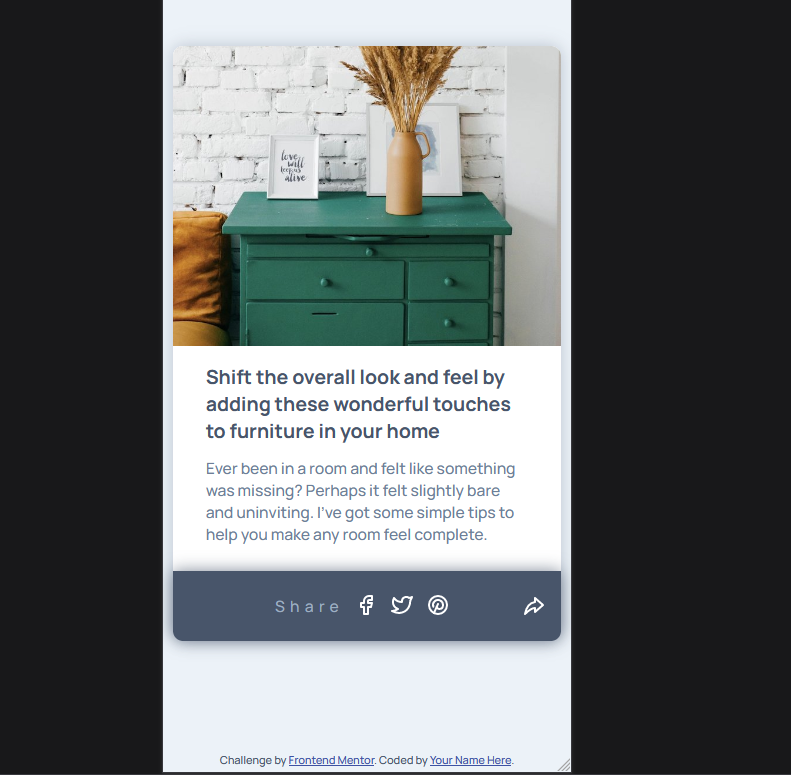 love
will
keep us
alive
Shift the overall look and feel by
adding these wonderful touches
to furniture in your home
Ever been in a room and felt like something
was missing? Perhaps it felt slightly bare
and uninviting. I've got some simple tips to
help you make any room feel complete.
Share
Challenge by Frontend Mentor. Coded by Your Name Here.